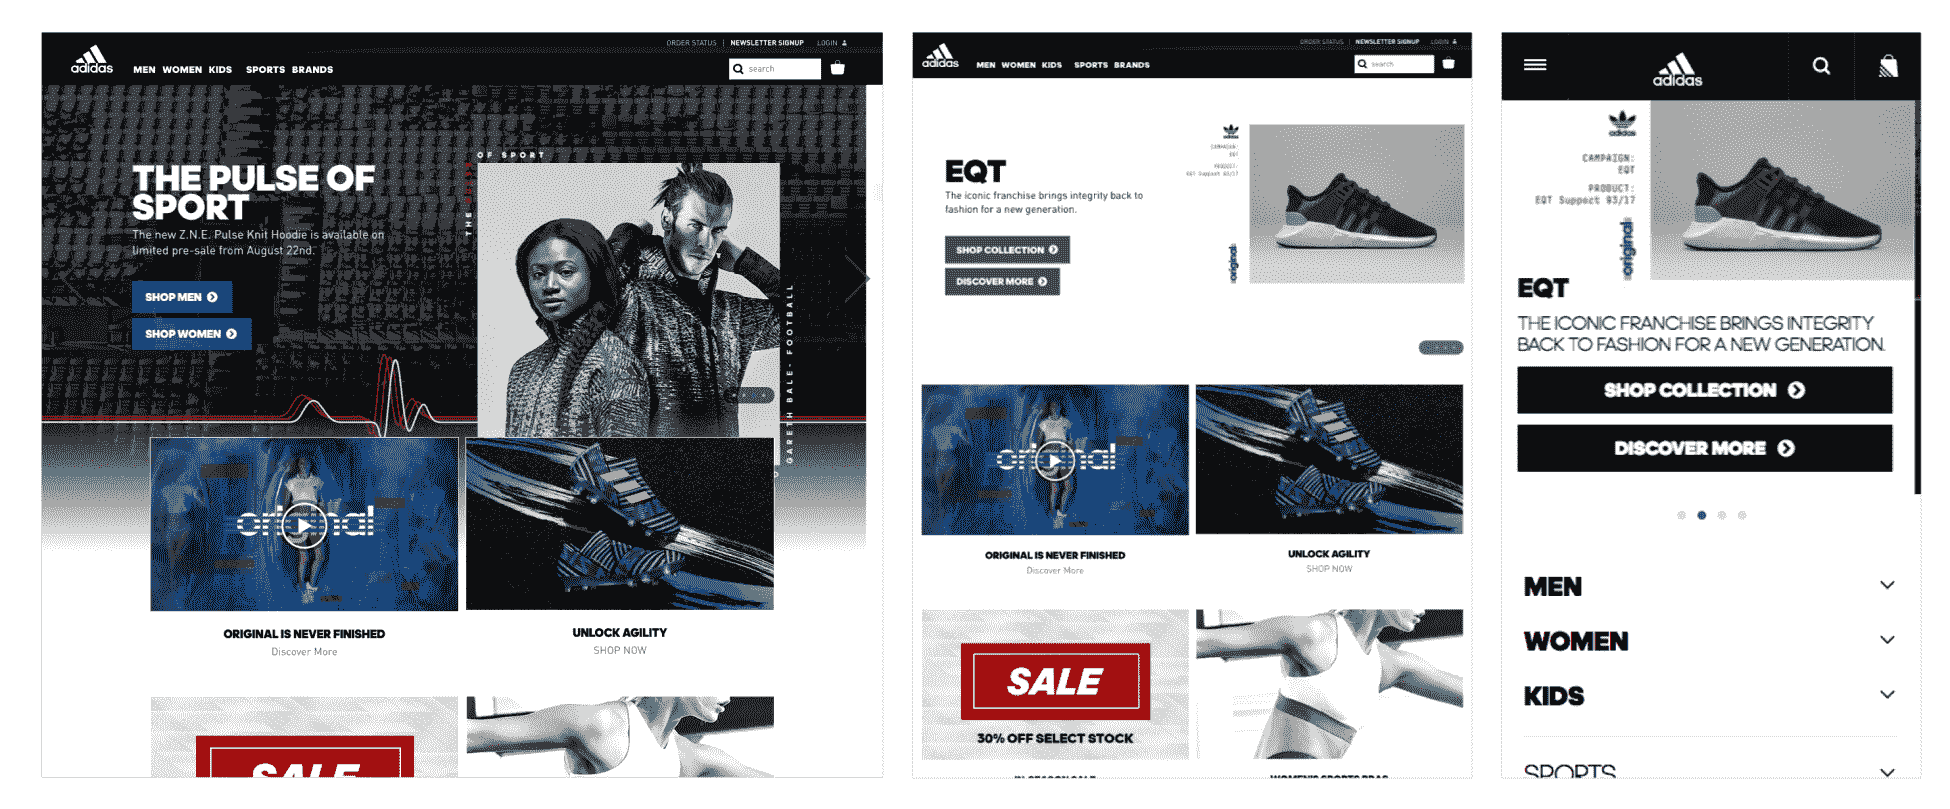 ORDER STATUS | NEWSLETTER SIGNUP LOGIN
adidas MEN WOMEN KIDS SPORTS BRANDS search
OF SPORT
THE
THE PULSE OF
SPORT
The new Z.N.E. Pulse Knit Hoodie is available on
limited pre-sale from August 22nd.
SHOP MEN
SHOP WOMEN
GARETH BALE- FOOTBALL
original
ORIGINAL IS NEVER FINISHED
Discover More
UNLOCK AGILITY
SHOP NOW
SALE
ORDER STATUS | NEWSLETTER SIGNUP LOGIN
adidas MEN WOMEN KIDS SPORTS BRANDS search
adidas
CAMPAIGN:
EQT
PRODUCT:
EQT Support 93/17
original
EQT
The iconic franchise brings integrity back to
fashion for a new generation.
SHOP COLLECTION
DISCOVER MORE
original
ORIGINAL IS NEVER FINISHED
Discover More
UNLOCK AGILITY
SHOP NOW
SALE
30% OFF SELECT STOCK
WOMEN'S SPORTS BRAS
adidas
adidas
CAMPAIGN:
EQT
PRODUCT:
EQT Support 93/17
original
EQT
THE ICONIC FRANCHISE BRINGS INTEGRITY
BACK TO FASHION FOR A NEW GENERATION.
SHOP COLLECTION
DISCOVER MORE
MEN
WOMEN
KIDS
SPORTS